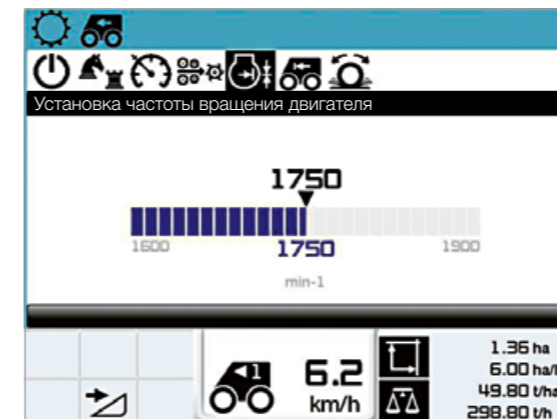 Установка частоты вращения двигателя
1750
1600 1750 1900
min-1
1
6.2
km/h
1.36 ha
6.00 ha/
49.80 t/ha
298.80 t/h